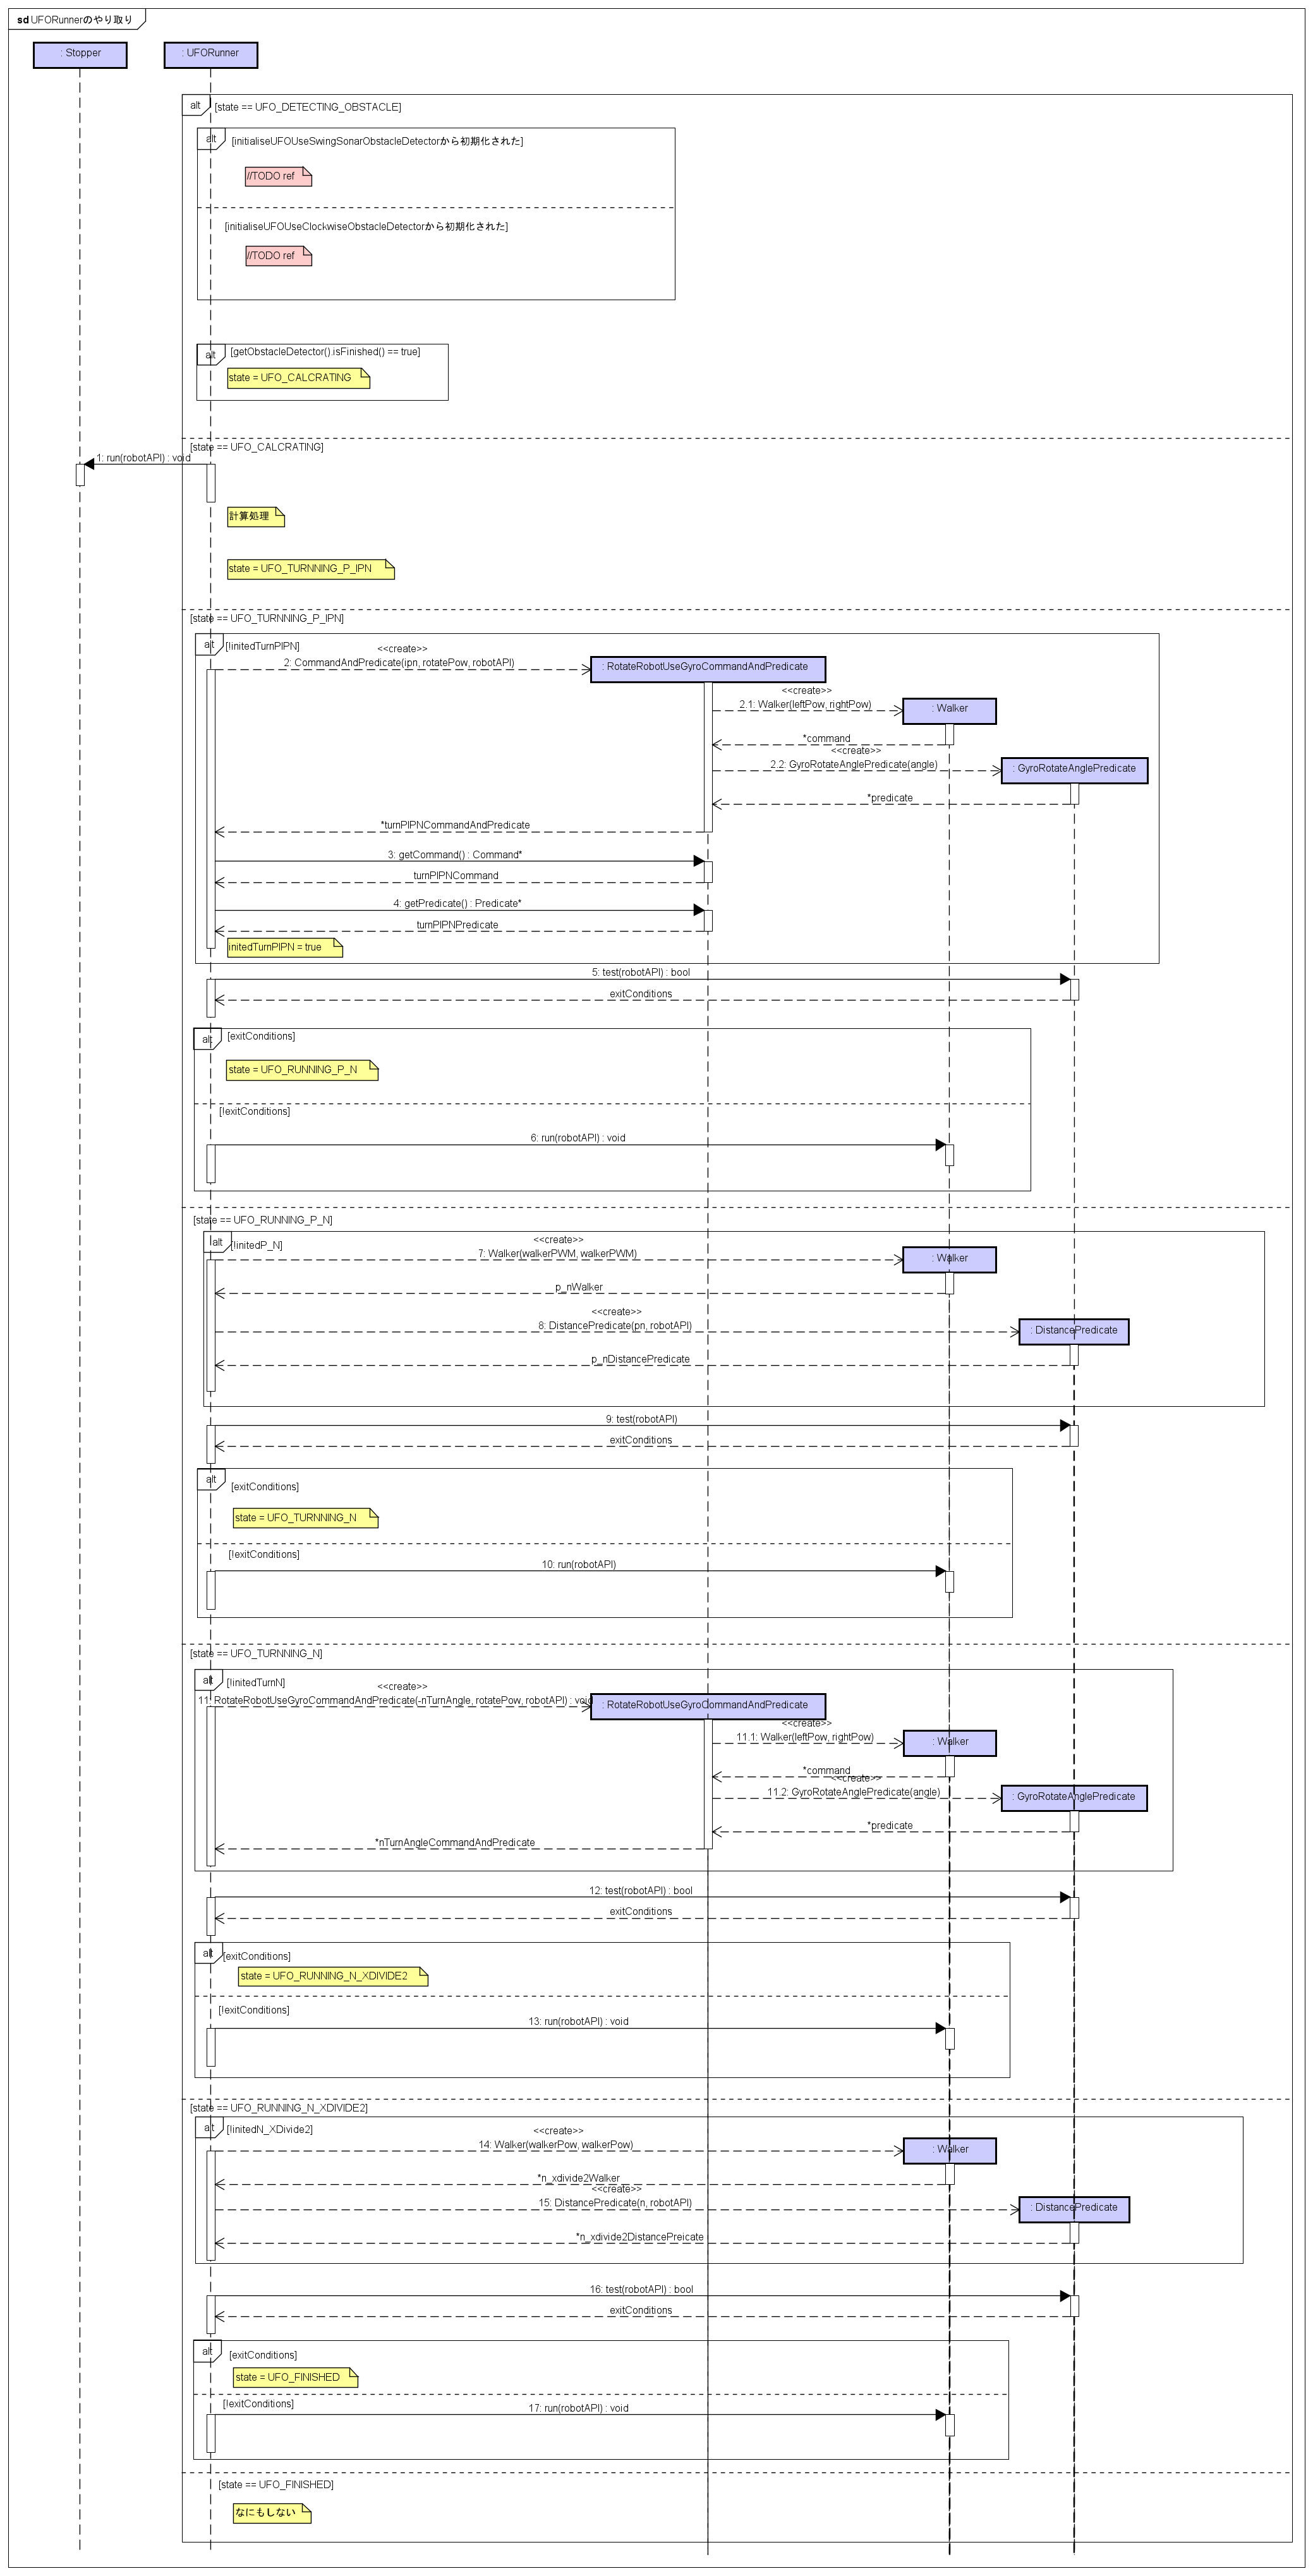 sd UFORunnerのやり取り
: Stopper
: UFORunner
alt
[state == UFO_DETECTING_OBSTACLE]
alt
[initialiseUFOUseSwingSonarObstacleDetectorから初期化された]
//TODO ref
[initialiseUFOUseClockwiseObstacleDetectorから初期化された]
//TODO ref
alt
[getObstacleDetector().isFinished() == true]
state = UFO_CALCRATING
[state == UFO_CALCRATING]
1: run(robotAPI) : void
計算処理
state = UFO_TURNNING_P_IPN
[state == UFO_TURNNING_P_IPN]
alt
[!initedTurnPIPN]
<<create>>
2: CommandAndPredicate(ipn, rotatePow, robotAPI)
: RotateRobotUseGyroCommandAndPredicate
<<create>>
2.1: Walker(leftPow, rightPow)
: Walker
*command
<<create>>
2.2: GyroRotateAnglePredicate(angle)
: GyroRotateAnglePredicate
*predicate
*turnPIPNCommandAndPredicate
3: getCommand() : Command*
turnPIPNCommand
4: getPredicate() : Predicate*
turnPIPNPredicate
initedTurnPIPN = true
5: test(robotAPI) : bool
exitConditions
alt
[exitConditions]
state = UFO_RUNNING_P_N
[!exitConditions]
6: run(robotAPI) : void
[state == UFO_RUNNING_P_N]
alt
[!initedP_N]
<<create>>
7: Walker(walkerPWM, walkerPWM)
: Walker
p_nWalker
<<create>>
8: DistancePredicate(pn, robotAPI)
: DistancePredicate
p_nDistancePredicate
9: test(robotAPI)
exitConditions
alt
[exitConditions]
state = UFO_TURNNING_N
[!exitConditions]
10: run(robotAPI)
[state == UFO_TURNNING_N]
alt
[!initedTurnN]
<<create>>
11: RotateRobotUseGyroCommandAndPredicate(-nTurnAngle, rotatePow, robotAPI) : void
: RotateRobotUseGyroCommandAndPredicate
<<create>>
11.1: Walker(leftPow, rightPow)
: Walker
*command
<<create>>
11.2: GyroRotateAnglePredicate(angle)
: GyroRotateAnglePredicate
*predicate
*nTurnAngleCommandAndPredicate
12: test(robotAPI) : bool
exitConditions
alt
[exitConditions]
state = UFO_RUNNING_N_XDIVIDE2
[!exitConditions]
13: run(robotAPI) : void
[state == UFO_RUNNING_N_XDIVIDE2]
alt
[!initedN_XDivide2]
<<create>>
14: Walker(walkerPow, walkerPow)
: Walker
*n_xdivide2Walker
<<create>>
15: DistancePredicate(n, robotAPI)
: DistancePredicate
*n_xdivide2DistancePreicate
16: test(robotAPI) : bool
exitConditions
alt
[exitConditions]
state = UFO_FINISHED
[!exitConditions]
17: run(robotAPI) : void
[state == UFO_FINISHED]
なにもしない